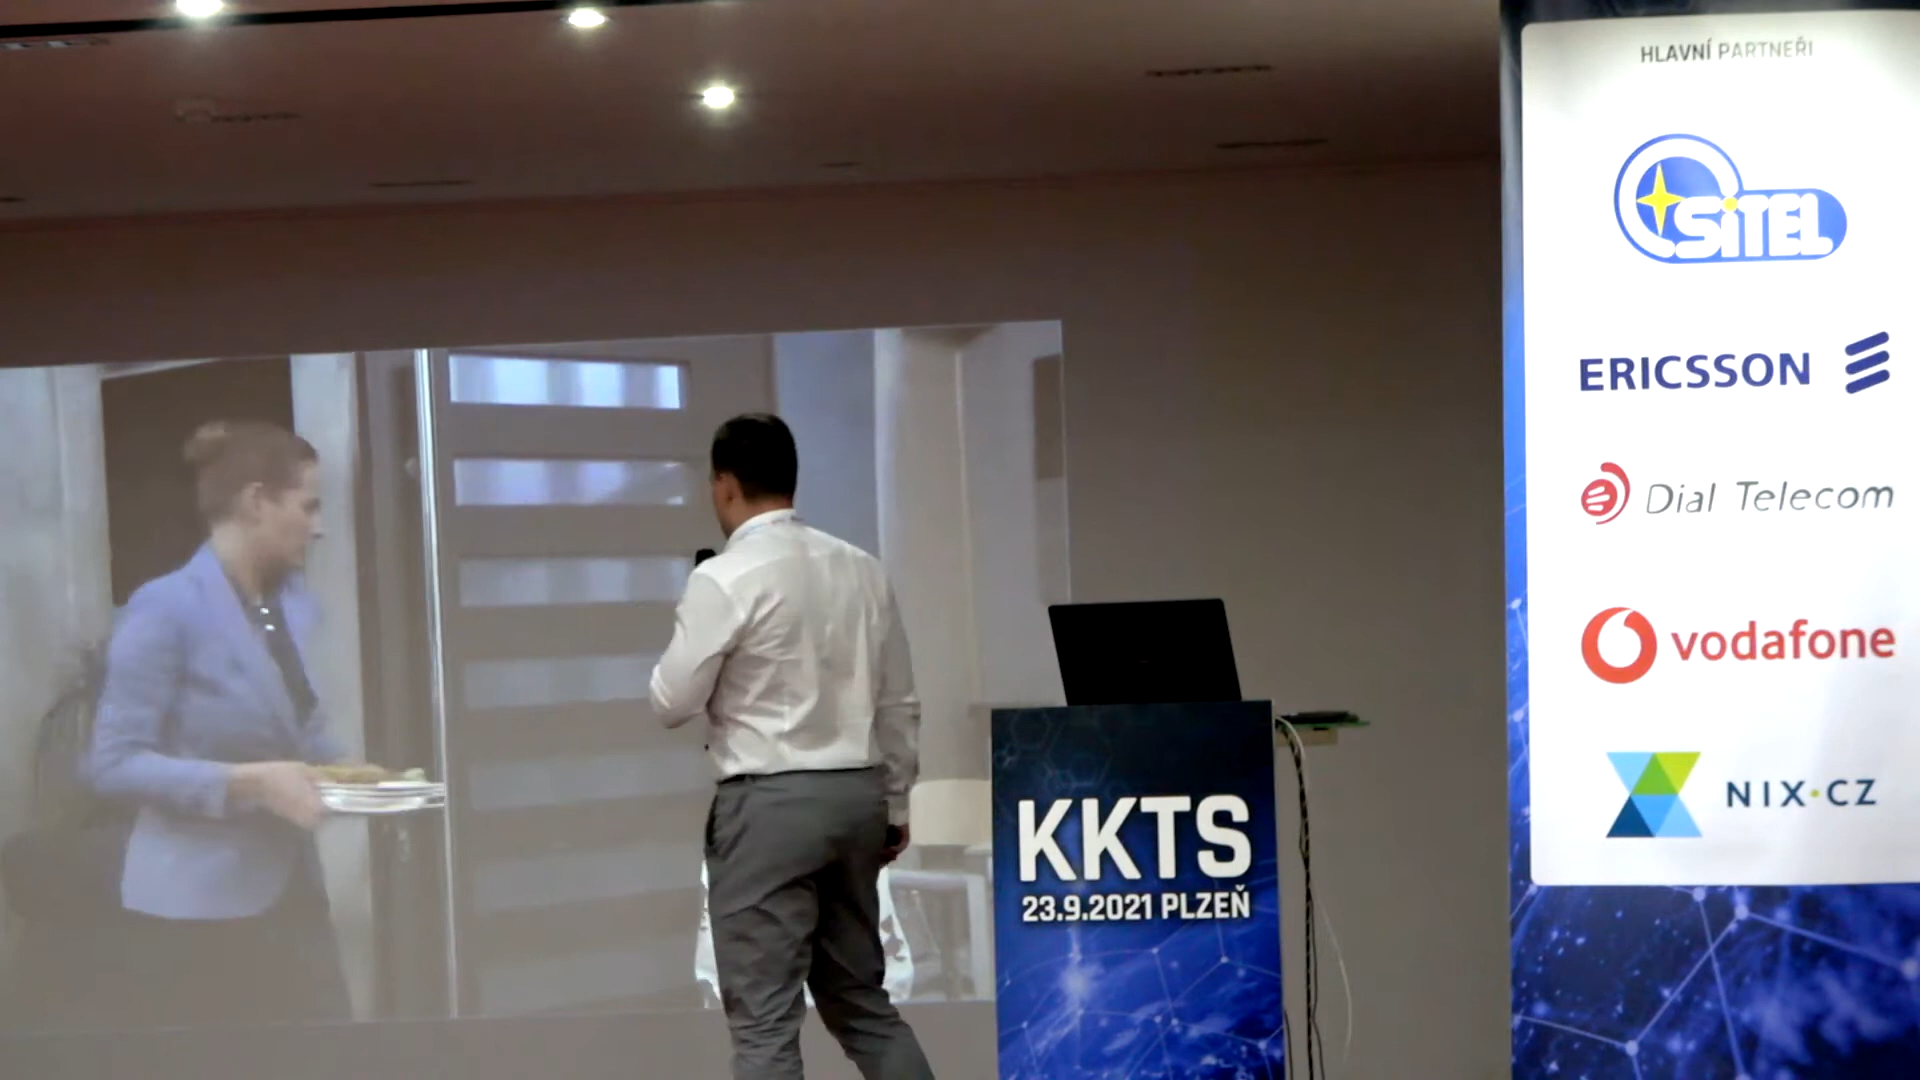 HLAVNÍ PARTNEŘI
SiTEL
ERICSSON
Dial Telecom
vodafone
NIX.CZ
KKTS
23.9.2021 PLZEŇ